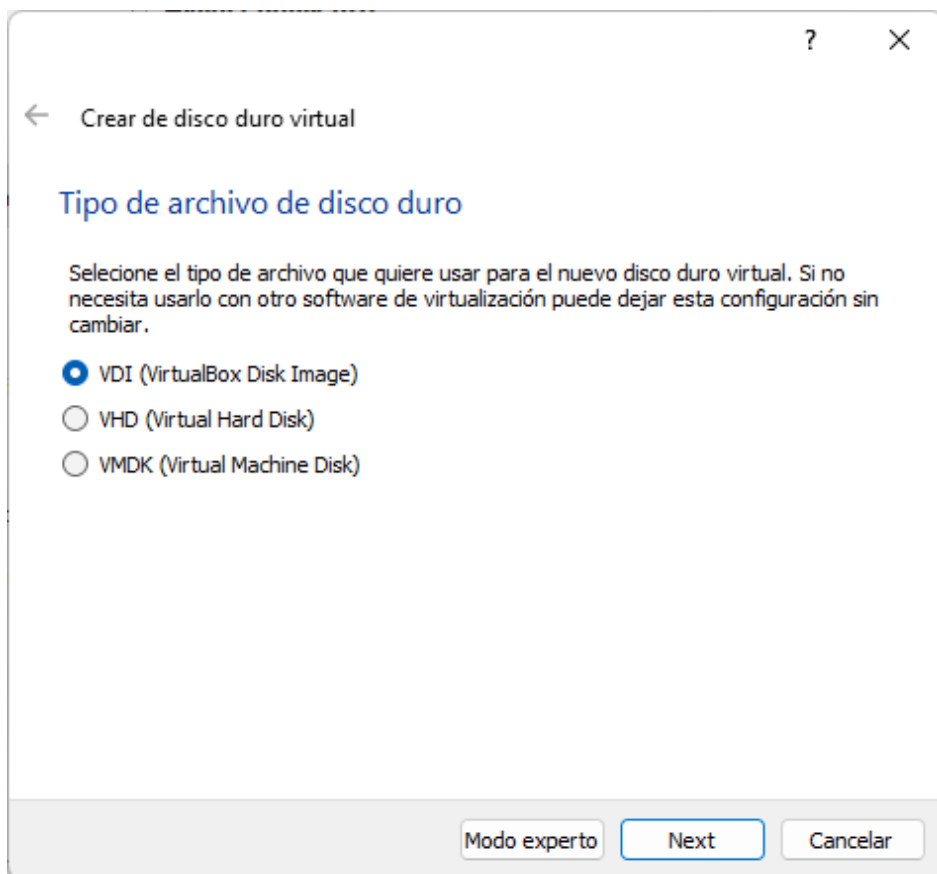 ?
Crear de disco duro virtual
Tipo de archivo de disco duro
Seleccione el tipo de archivo que quiere usar para el nuevo disco duro virtual. Si no
necesita usarlo con otro software de virtualización puede dejar esta configuración sin
cambiar.
VDI (VirtualBox Disk Image)
VHD (Virtual Hard Disk)
VMDK (Virtual Machine Disk)
Modo experto Next Cancelar